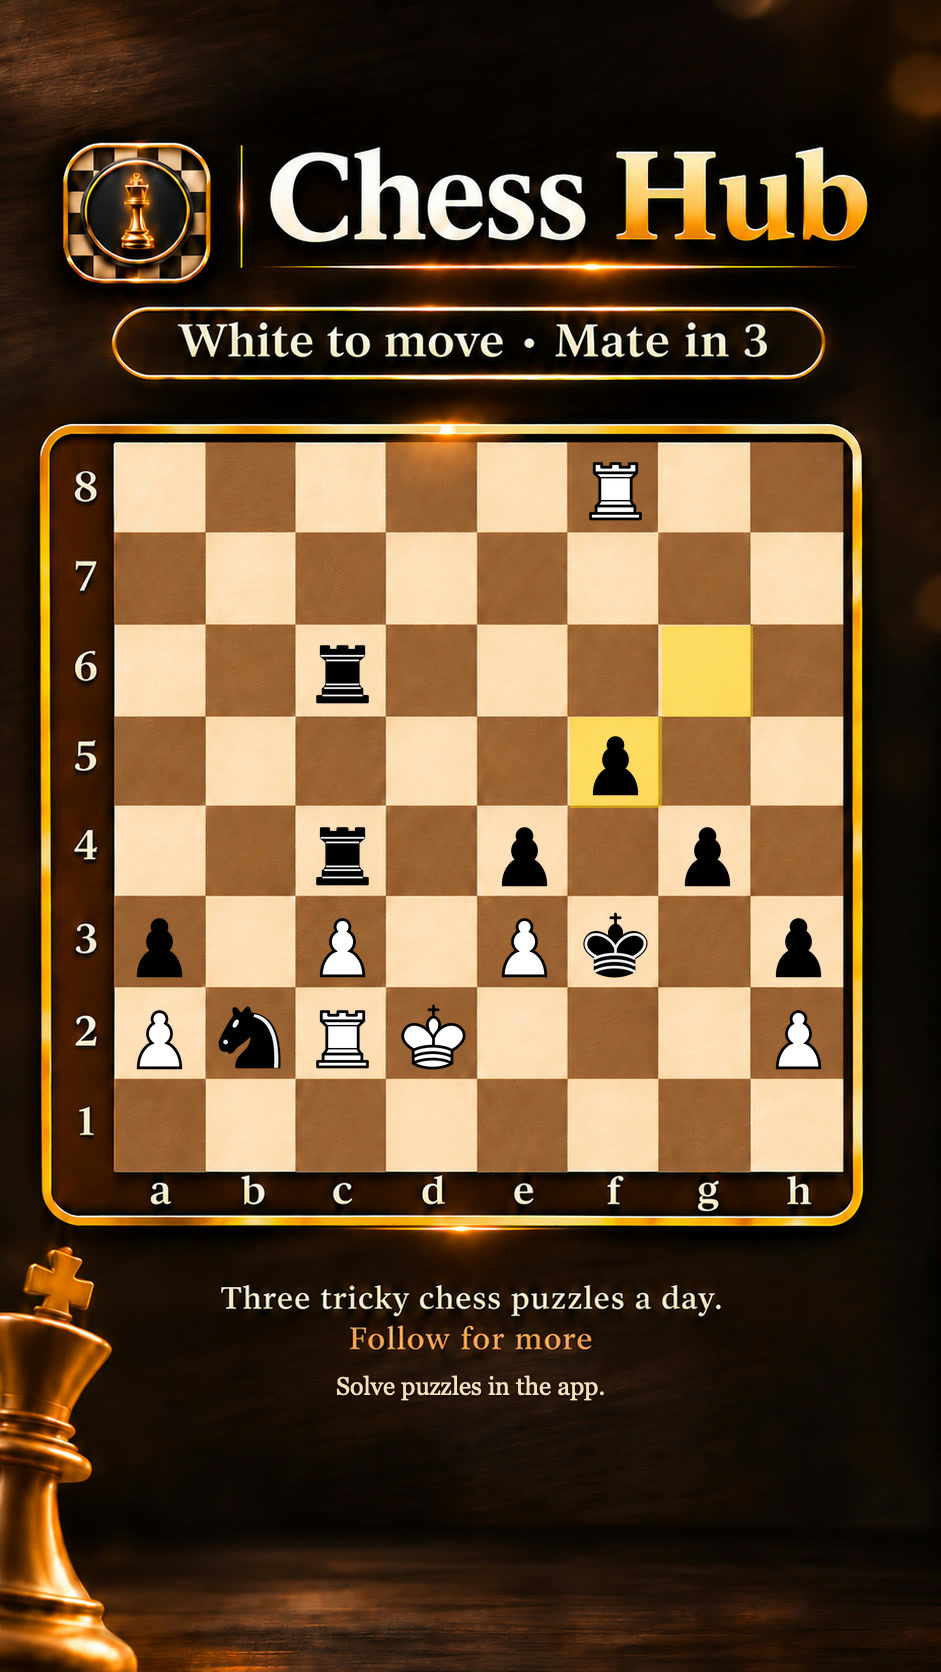 Chess Hub
White to move • Mate in 3
8
7
6
5
4
3
2
1
a b c d e f g h
Three tricky chess puzzles a day.
Follow for more
Solve puzzles in the app.